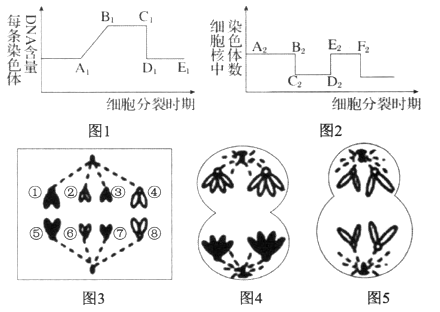 每条染色体
DNA含量
B₁ C₁
A₁ D₁ E₁
细胞分裂时期
图1
细胞核中
染色体数
A₂ B₂ E₂ F₂
C₂ D₂
细胞分裂时期
图2
① ② ③ ④
⑤ ⑥ ⑦ ⑧
图3
图4
图5